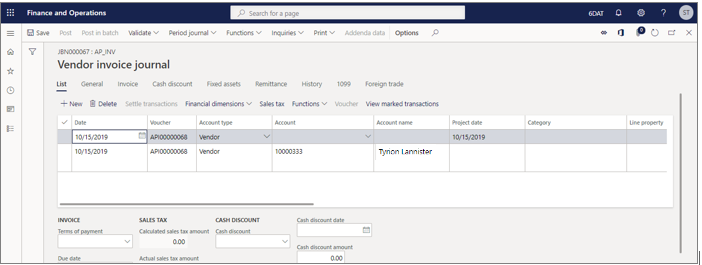 Finance and Operations
Search for a page
6DAT
?
ST
Save Post Post in batch Validate Period journal Functions Inquiries Print Addenda data Options
0
JBN000067 : AP_INV
Vendor invoice journal
List General Invoice Cash discount Fixed assets Remittance History 1099 Foreign trade
+ New Delete Settle transactions Financial dimensions Sales tax Functions Voucher View marked transactions
Date Voucher Account type Account Account name Project date Category Line property
10/15/2019 API00000068 Vendor 10/15/2019
10/15/2019 API00000068 Vendor 10000333 Tyrion Lannister
INVOICE SALES TAX CASH DISCOUNT Cash discount date
Terms of payment Calculated sales tax amount Cash discount
0.00
Cash discount amount
Due date Actual sales tax amount 0.00